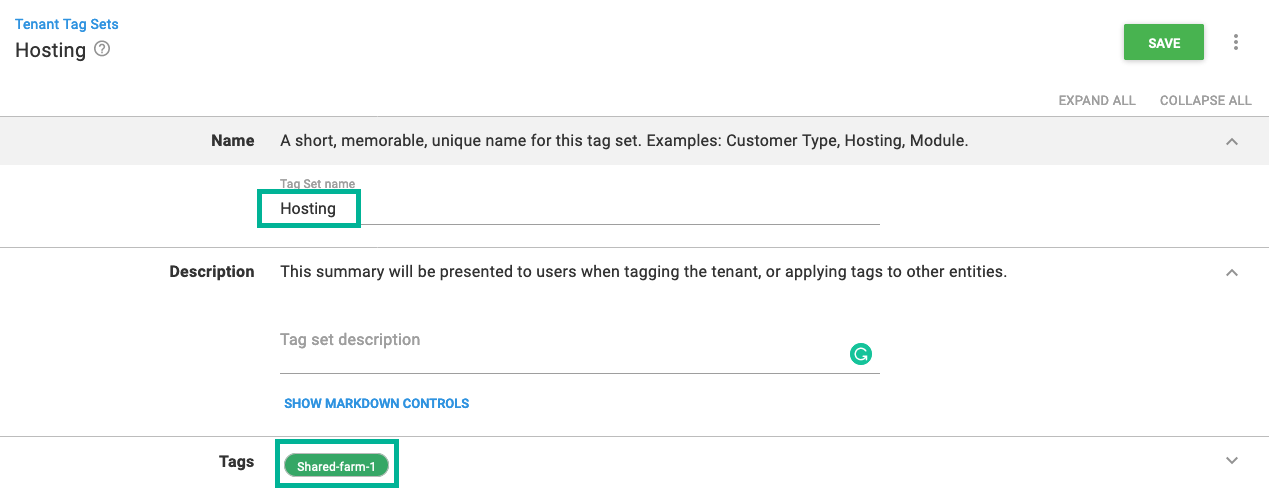 Tenant Tag Sets
Hosting
SAVE
EXPAND ALL COLLAPSE ALL
Name A short, memorable, unique name for this tag set. Examples: Customer Type, Hosting, Module.
Tag Set name
Hosting
Description This summary will be presented to users when tagging the tenant, or applying tags to other entities.
Tag set description
SHOW MARKDOWN CONTROLS
Tags Shared-farm-1